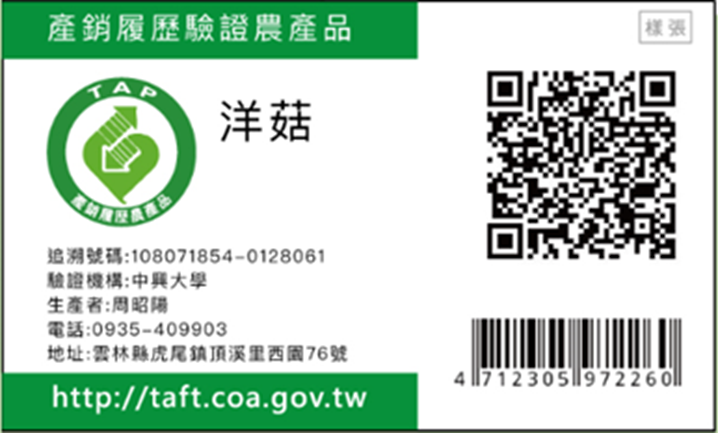 產銷履歷驗證農產品
樣張
TAP
產銷履歷農產品
洋菇
追溯號碼:108071854-0128061
驗證機構:中興大學
生產者:周昭陽
電話:0935-409903
地址:雲林縣虎尾鎮頂溪里西園76號
4 712305 972260
http://taft.coa.gov.tw